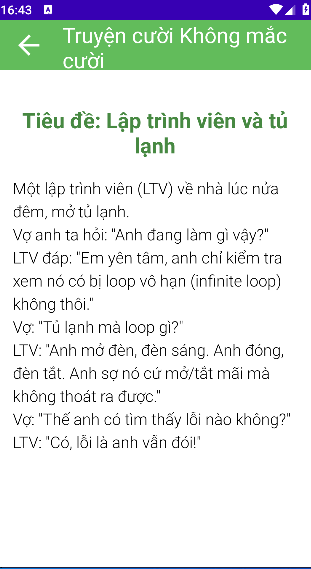 16:43 A
Truyện cười Không mắc
cười
Tiêu đề: Lập trình viên và tủ
lạnh
Một lập trình viên (LTV) về nhà lúc nửa
đêm, mở tủ lạnh.
Vợ anh ta hỏi: "Anh đang làm gì vậy?"
LTV đáp: "Em yên tâm, anh chỉ kiểm tra
xem nó có bị loop vô hạn (infinite loop)
không thôi."
Vợ: "Tủ lạnh mà loop gì?"
LTV: "Anh mở đèn, đèn sáng. Anh đóng,
đèn tắt. Anh sợ nó cứ mở/tắt mãi mà
không thoát ra được."
Vợ: "Thế anh có tìm thấy lỗi nào không?"
LTV: "Có, lỗi là anh vẫn đói!"